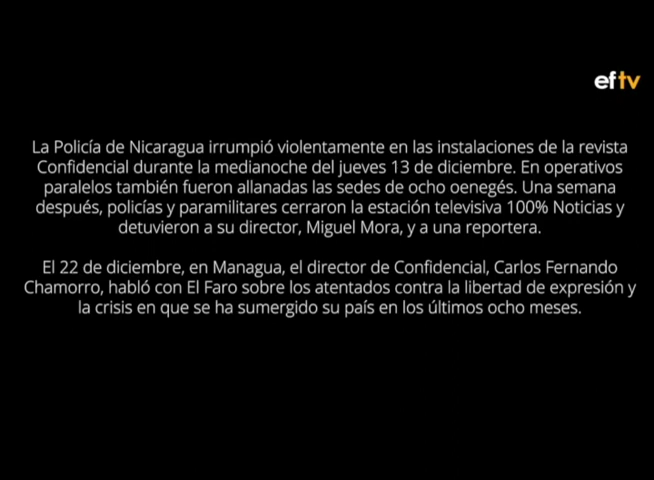 eftv
La Policía de Nicaragua irrumpió violentamente en las instalaciones de la revista
Confidencial durante la medianoche del jueves 13 de diciembre. En operativos
paralelos también fueron allanadas las sedes de ocho oenegés. Una semana
después, policías y paramilitares cerraron la estación televisiva 100% Noticias y
detuvieron a su director, Miguel Mora, y a una reportera.
El 22 de diciembre, en Managua, el director de Confidencial, Carlos Fernando
Chamorro, habló con El Faro sobre los atentados contra la libertad de expresión y
la crisis en que se ha sumergido su país en los últimos ocho meses.